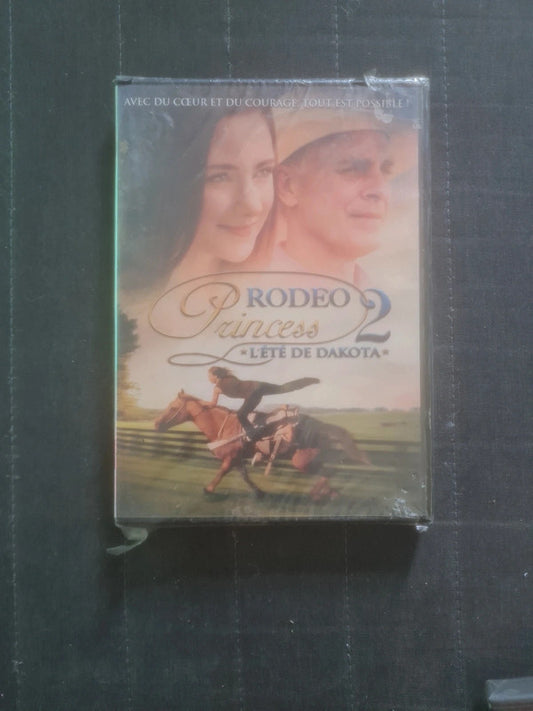 AVEC DU CŒUR ET DU COURAGE, TOUT EST POSSIBLE !
RODEO
Princess 2
* L'ÉTÉ DE DAKOTA *